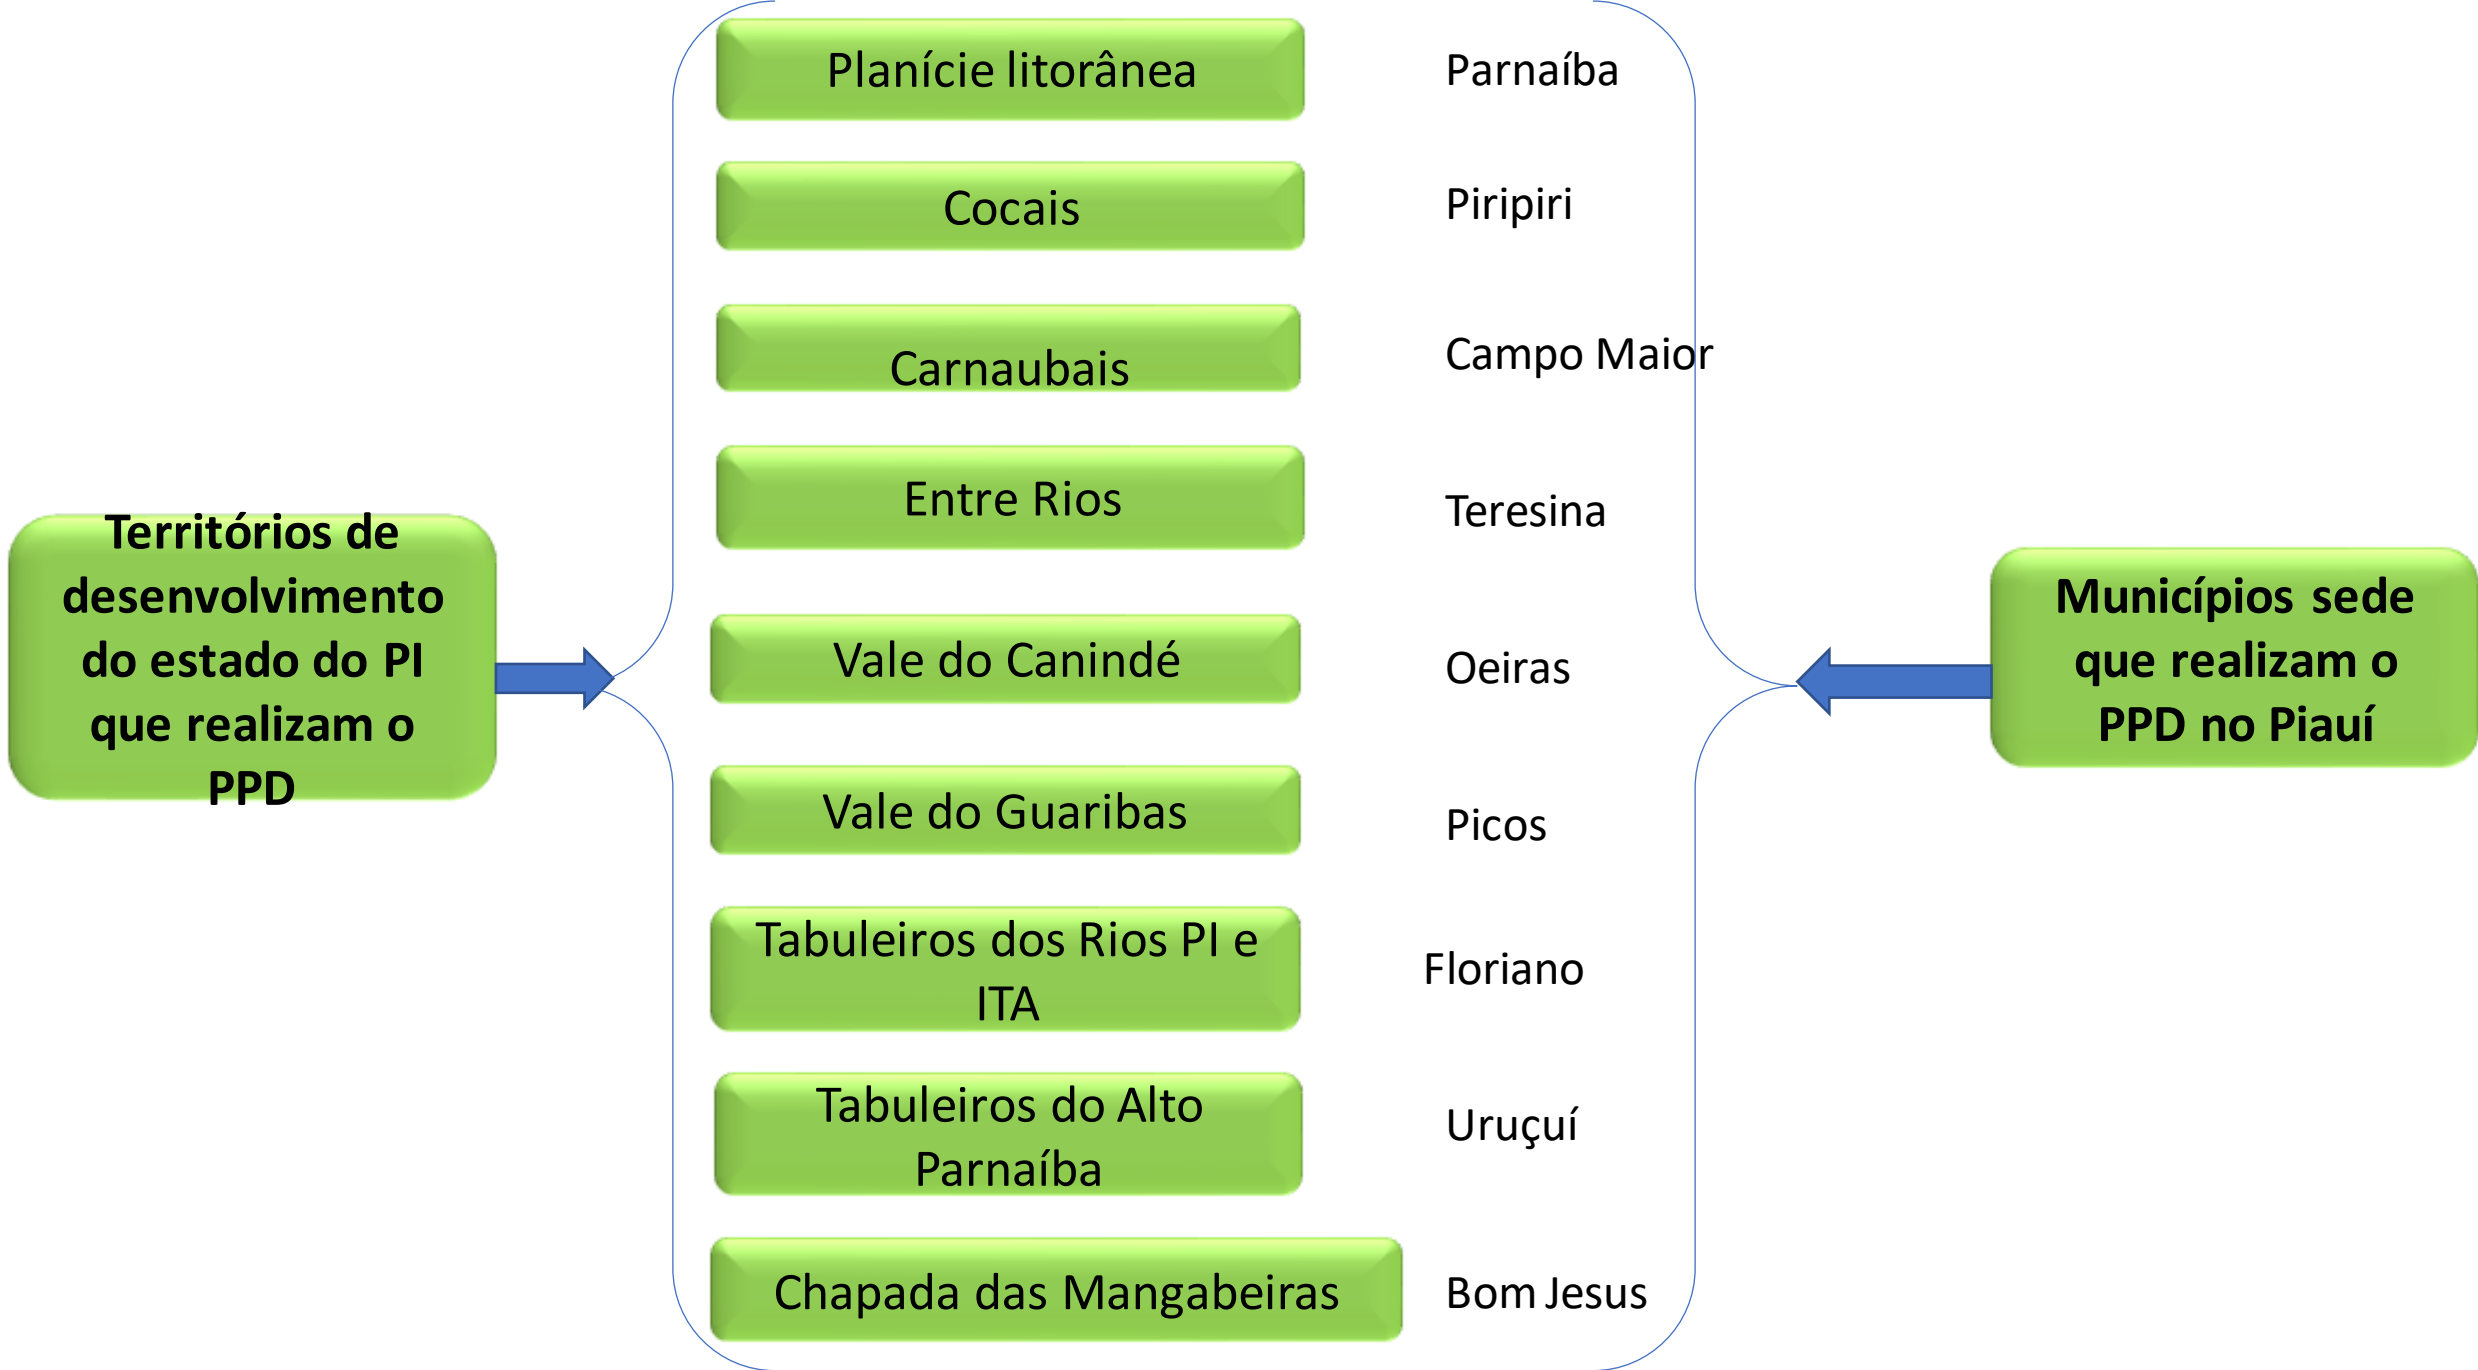 Territórios de
desenvolvimento
do estado do PI
que realizam o
PPD
Planície litorânea
Parnaíba
Cocais
Piripiri
Carnaubais
Campo Maior
Entre Rios
Teresina
Vale do Canindé
Oeiras
Vale do Guaribas
Picos
Tabuleiros dos Rios PI e
ITA
Floriano
Tabuleiros do Alto
Parnaíba
Uruçuí
Chapada das Mangabeiras
Bom Jesus
Municípios sede
que realizam o
PPD no Piauí